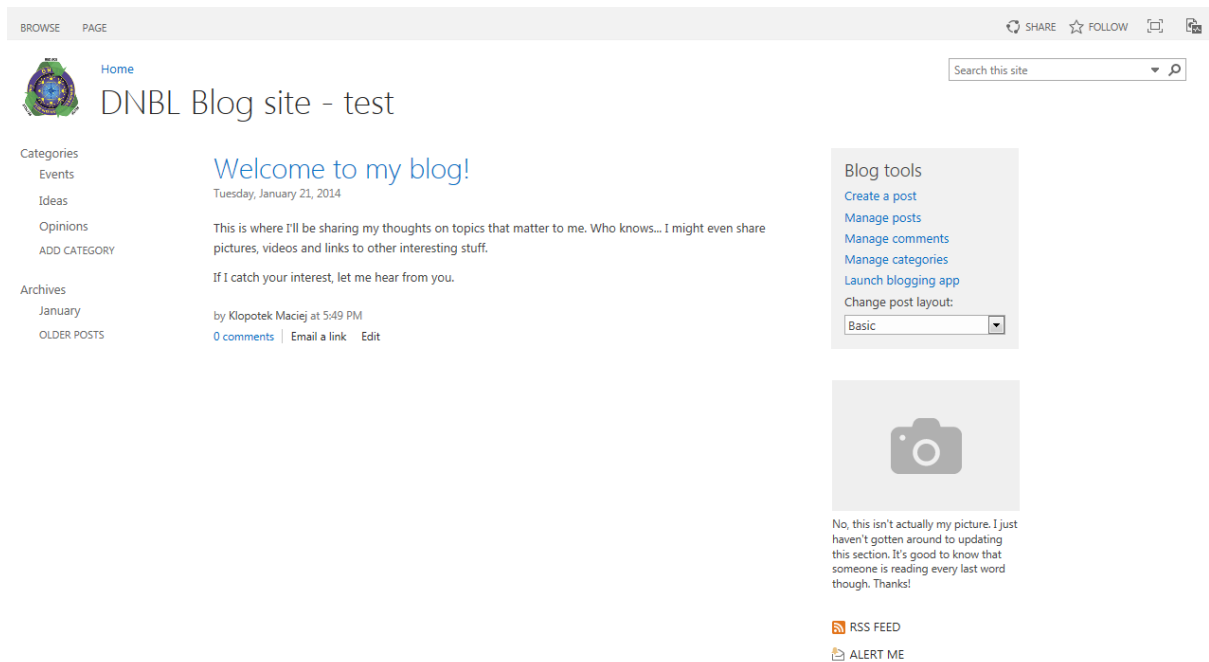 BROWSE PAGE
SHARE FOLLOW
Home
Search this site
DNBL Blog site - test
Categories
Events
Ideas
Opinions
ADD CATEGORY
Archives
January
OLDER POSTS
Welcome to my blog!
Tuesday, January 21, 2014
This is where I'll be sharing my thoughts on topics that matter to me. Who knows... I might even share
pictures, videos and links to other interesting stuff.
If I catch your interest, let me hear from you.
by Klopotek Maciej at 5:49 PM
0 comments Email a link Edit
Blog tools
Create a post
Manage posts
Manage comments
Manage categories
Launch blogging app
Change post layout:
Basic
No, this isn't actually my picture. I just
haven't gotten around to updating
this section. It's good to know that
someone is reading every last word
though. Thanks!
RSS FEED
ALERT ME